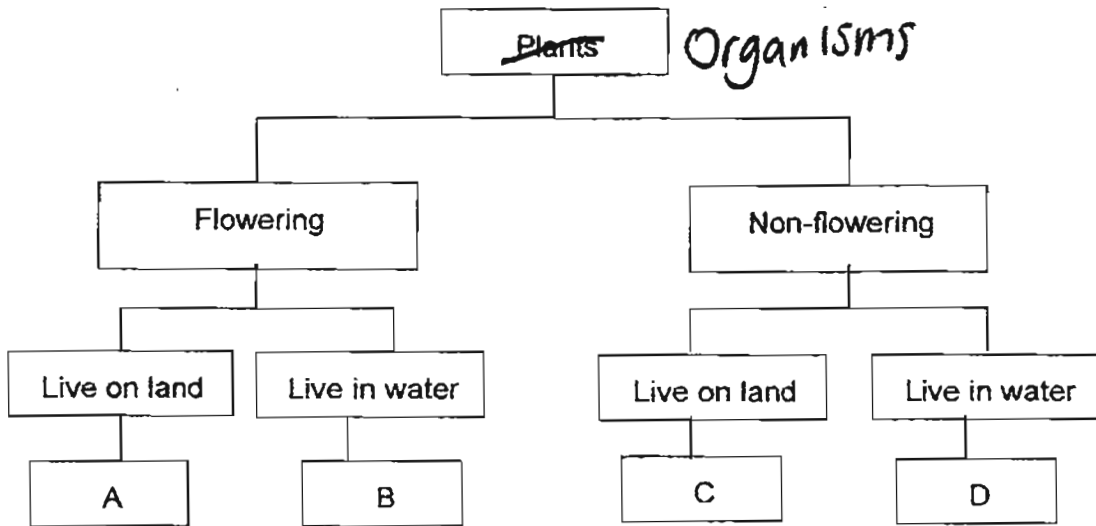 Plants Organisms
Flowering Non-flowering
Live on land Live in water Live on land Live in water
A B C D